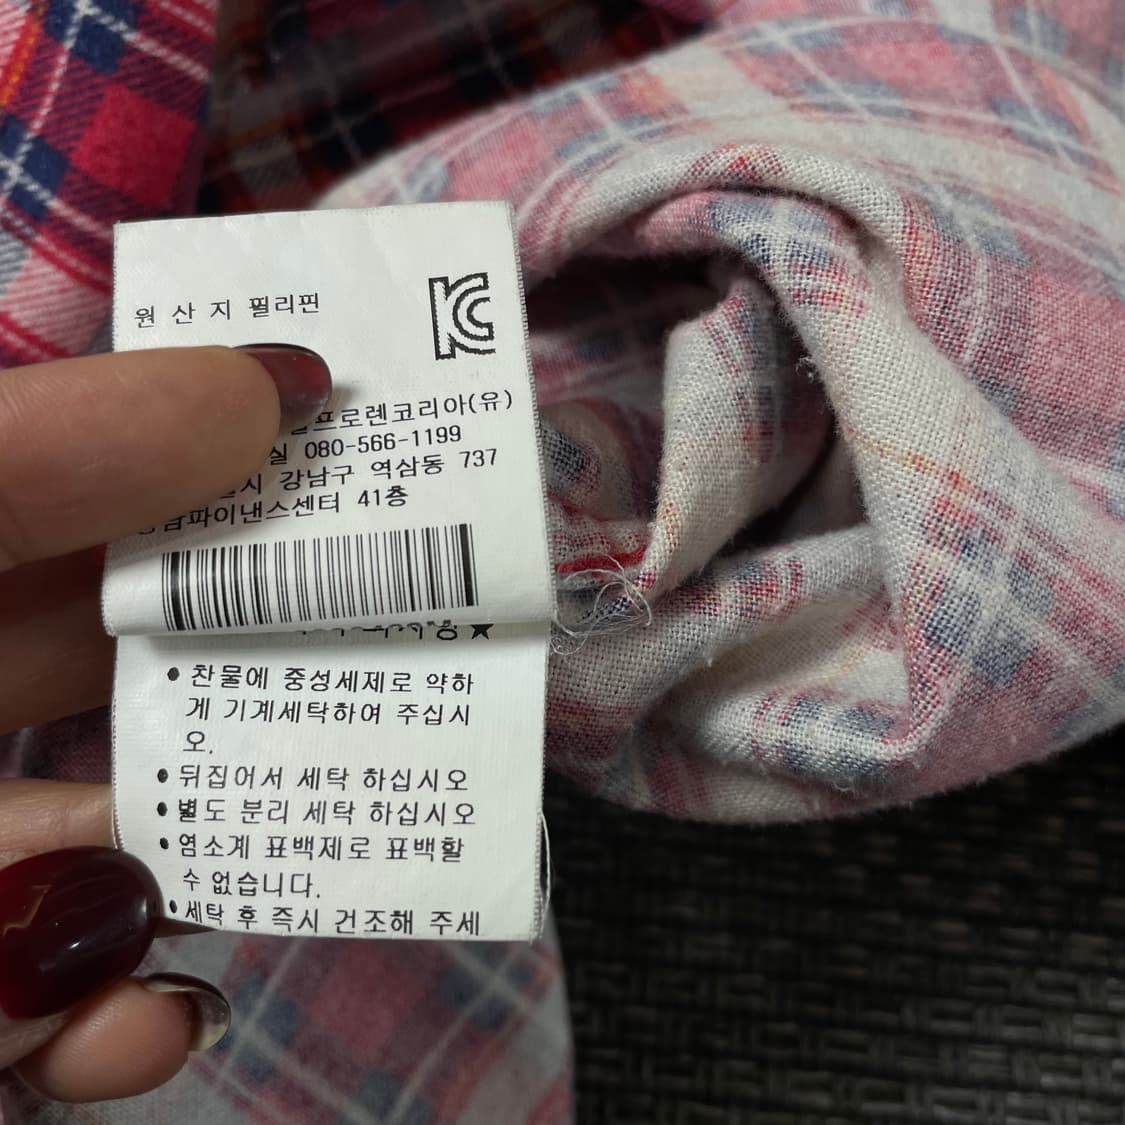 원 산 지 필리핀
KC
프로렌코리아(유)
실 080-566-1199
시 강남구 역삼동 737
파이낸스센터 41층
● 찬물에 중성세제로 약하
게 기계세탁하여 주십시
오.
● 뒤집어서 세탁 하십시오
● 별도 분리 세탁 하십시오
● 염소계 표백제로 표백할
수 없습니다.
● 세탁 후 즉시 건조해 주세